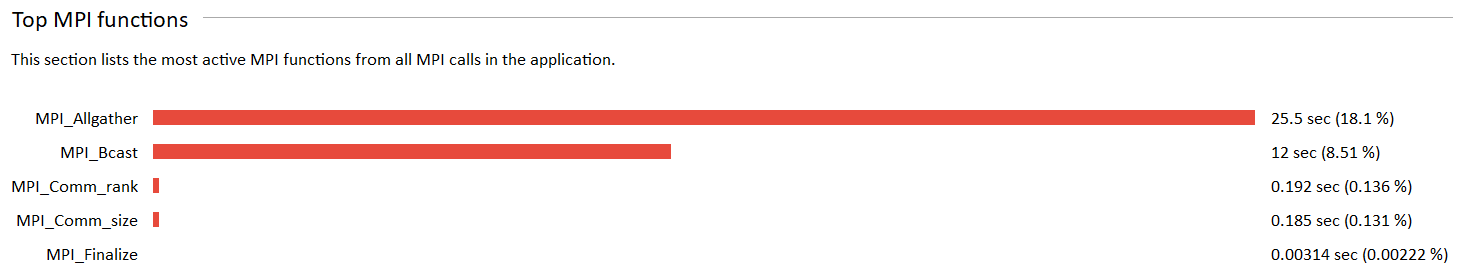 Top MPI functions
This section lists the most active MPI functions from all MPI calls in the application.
MPI_Allgather 25.5 sec (18.1 %)
MPI_Bcast 12 sec (8.51 %)
MPI_Comm_rank 0.192 sec (0.136 %)
MPI_Comm_size 0.185 sec (0.131 %)
MPI_Finalize 0.00314 sec (0.00222 %)